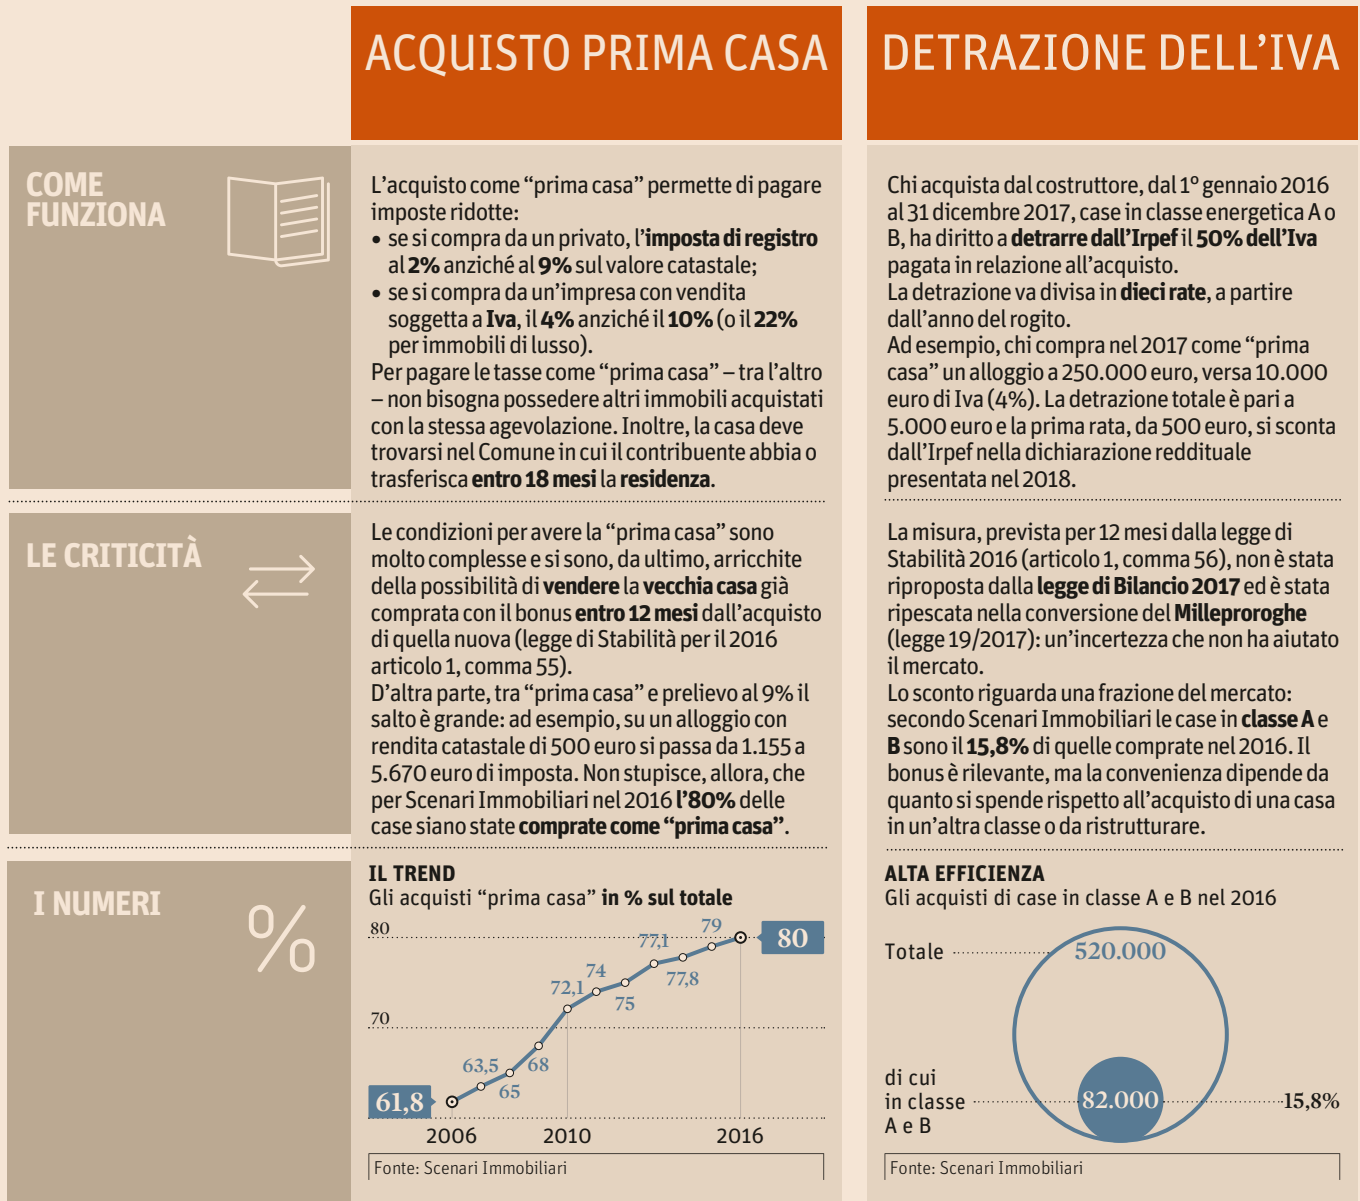 ACQUISTO PRIMA CASA
DETRAZIONE DELL'IVA
COME
FUNZIONA
L'acquisto come “prima casa” permette di pagare
imposte ridotte:
• se si compra da un privato, l'imposta di registro
al 2% anziché al 9% sul valore catastale;
• se si compra da un'impresa con vendita
soggetta a Iva, il 4% anziché il 10% (o il 22%
per immobili di lusso).
Per pagare le tasse come “prima casa” – tra l'altro
– non bisogna possedere altri immobili acquistati
con la stessa agevolazione. Inoltre, la casa deve
trovarsi nel Comune in cui il contribuente abbia o
trasferisca entro 18 mesi la residenza.
Chi acquista dal costruttore, dal 1° gennaio 2016
al 31 dicembre 2017, case in classe energetica A o
B, ha diritto a detrarre dall'Irpef il 50% dell'Iva
pagata in relazione all'acquisto.
La detrazione va divisa in dieci rate, a partire
dall'anno del rogito.
Ad esempio, chi compra nel 2017 come “prima
casa” un alloggio a 250.000 euro, versa 10.000
euro di Iva (4%). La detrazione totale è pari a
5.000 euro e la prima rata, da 500 euro, si sconta
dall'Irpef nella dichiarazione reddituale
presentata nel 2018.
LE CRITICITÀ
Le condizioni per avere la “prima casa” sono
molto complesse e si sono, da ultimo, arricchite
della possibilità di vendere la vecchia casa già
comprata con il bonus entro 12 mesi dall'acquisto
di quella nuova (legge di Stabilità per il 2016
articolo 1, comma 55).
D'altra parte, tra “prima casa” e prelievo al 9% il
salto è grande: ad esempio, su un alloggio con
rendita catastale di 500 euro si passa da 1.155 a
5.670 euro di imposta. Non stupisce, allora, che
per Scenari Immobiliari nel 2016 l'80% delle
case siano state comprate come “prima casa”.
La misura, prevista per 12 mesi dalla legge di
Stabilità 2016 (articolo 1, comma 56), non è stata
riproposta dalla legge di Bilancio 2017 ed è stata
ripescata nella conversione del Milleproroghe
(legge 19/2017): un'incertezza che non ha aiutato
il mercato.
Lo sconto riguarda una frazione del mercato:
secondo Scenari Immobiliari le case in classe A e
B sono il 15,8% di quelle comprate nel 2016. Il
bonus è rilevante, ma la convenienza dipende da
quanto si spende rispetto all'acquisto di una casa
in un'altra classe o da ristrutturare.
I NUMERI
%
IL TREND
Gli acquisti “prima casa” in % sul totale
80
70
61,8
63,5
65
68
72,1
74
75
77,1
77,8
79
80
2006
2010
2016
Fonte: Scenari Immobiliari
ALTA EFFICIENZA
Gli acquisti di case in classe A e B nel 2016
Totale
520.000
di cui
in classe
A e B
82.000
15,8%
Fonte: Scenari Immobiliari